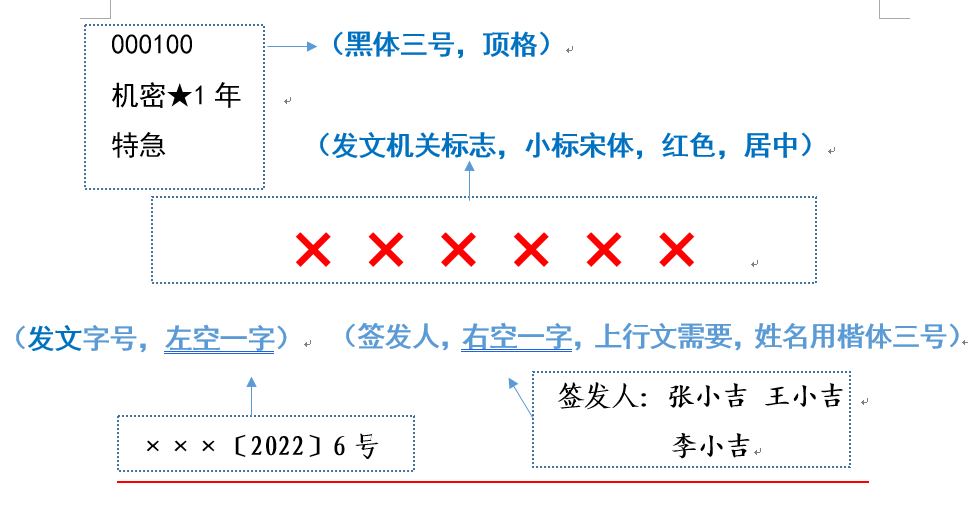 000100
（黑体三号，顶格）
机密★1 年
特急
（发文机关标志，小标宋体，红色，居中）
××××××
（发文字号，左空一字）
（签发人，右空一字，上行文需要，姓名用楷体三号）
签发人：张小吉 王小吉
李小吉
×××〔2022〕6 号